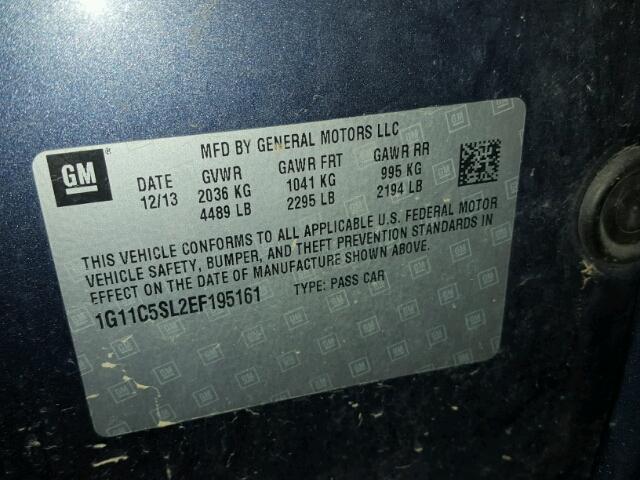 MFD BY GENERAL MOTORS LLC
GM ®
DATE GVWR GAWR FRT GAWR RR
12/13 2036 KG 1041 KG 995 KG
4489 LB 2295 LB 2194 LB
THIS VEHICLE CONFORMS TO ALL APPLICABLE U.S. FEDERAL MOTOR
VEHICLE SAFETY, BUMPER, AND THEFT PREVENTION STANDARDS IN
EFFECT ON THE DATE OF MANUFACTURE SHOWN ABOVE.
1G11C5SL2EF195161 TYPE: PASS CAR